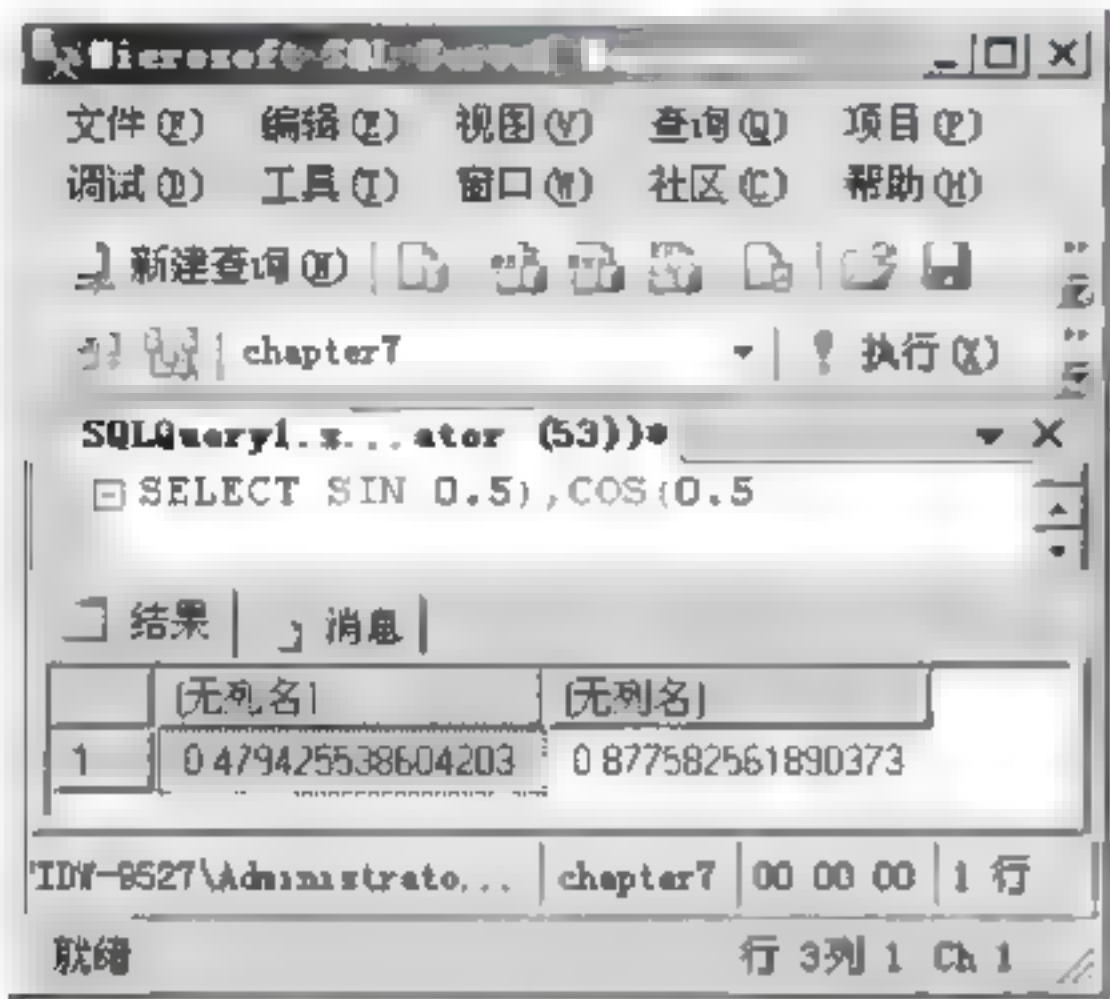 Microsoft SQL Server
文件(F) 编辑(E) 视图(V) 查询(Q) 项目(P)
调试(D) 工具(T) 窗口(W) 社区(C) 帮助(H)
新建查询(N)
chapter7 执行(X)
SQLQuery1.s...ator (53))*
SELECT SIN 0.5),COS(0.5
结果 消息
(无列名) (无列名)
1 0 479425538604203 0 877582561890373
chapter7 00 00 00 1 行
就绪 行 3列 1 Ch 1